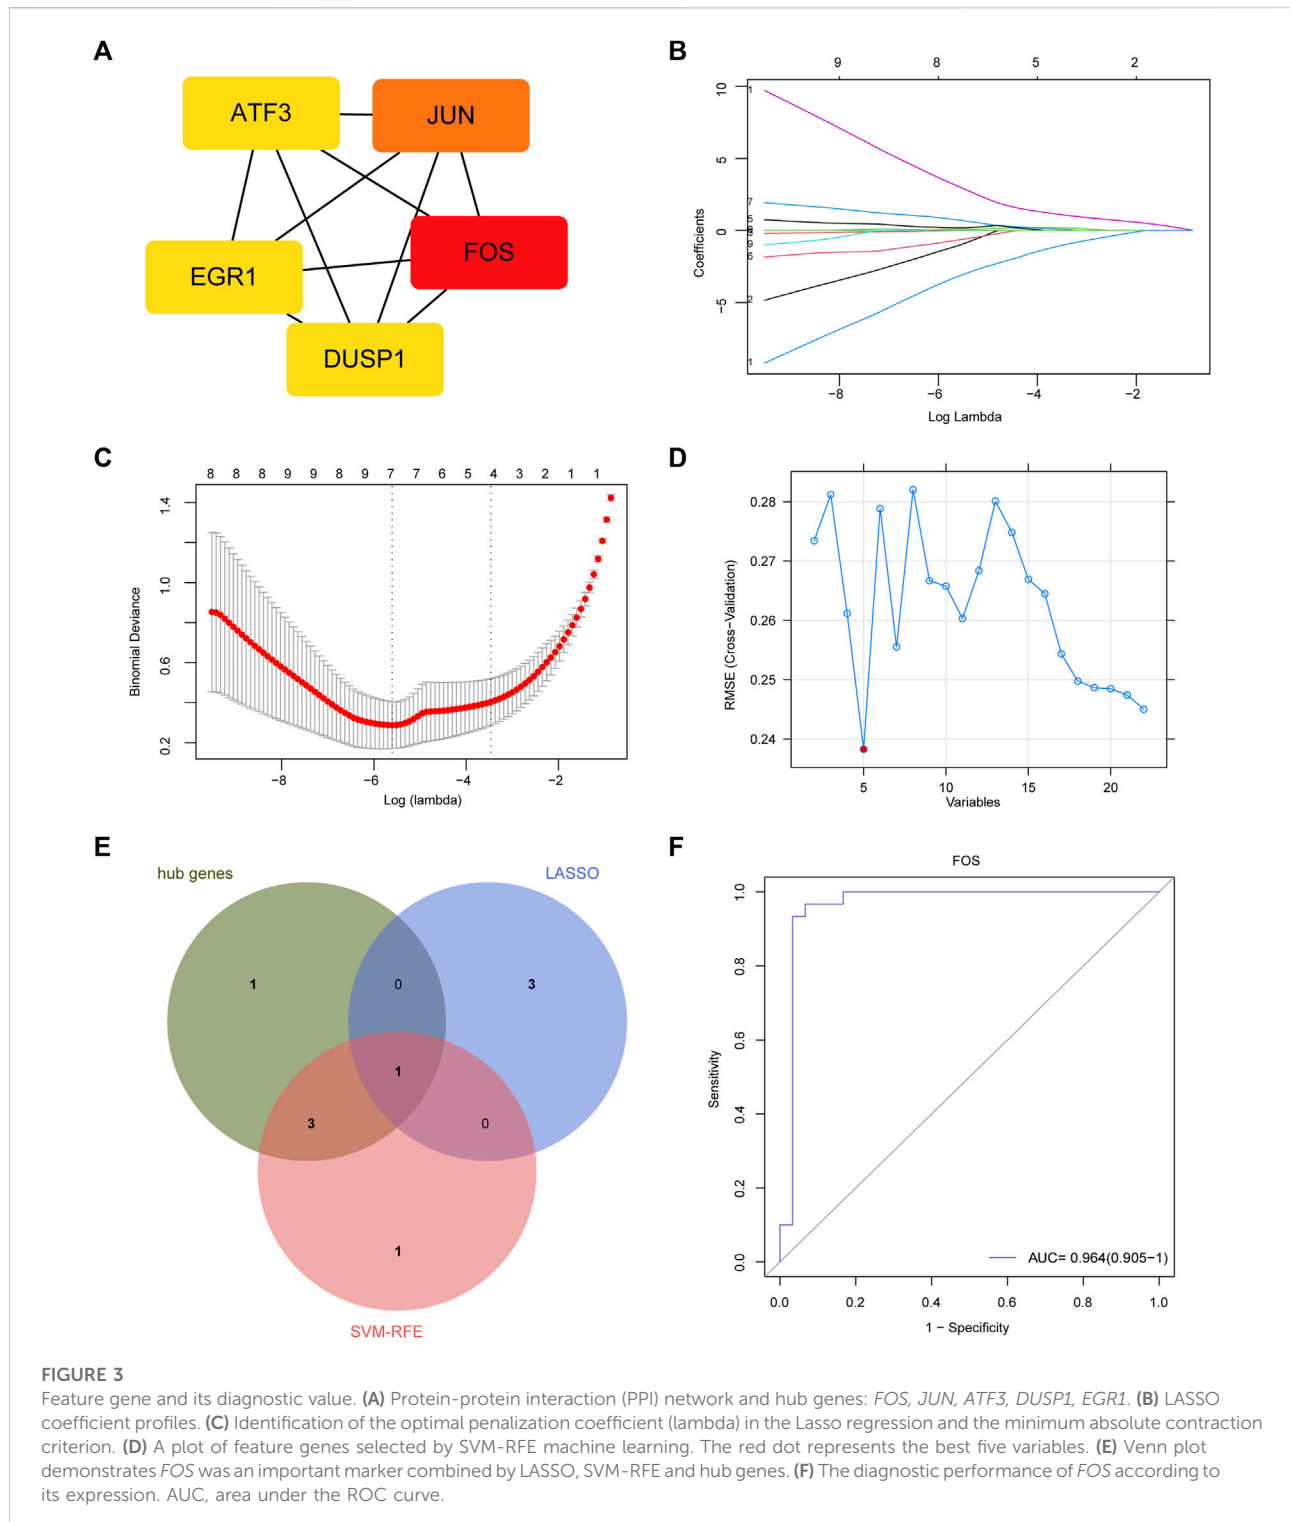 A
ATF3
JUN
FOS
EGR1
DUSP1
B
9 8 5 2
10
5
0
−5
Coefficients
1
7
5
9
6
2
1
−8 −6 −4 −2
Log Lambda
C
8 8 8 9 9 8 9 7 7 6 5 4 3 2 1 1
1.4
1.0
0.6
0.2
Binomial Deviance
−8 −6 −4 −2
Log (lambda)
D
0.28
0.27
0.26
0.25
0.24
RMSE (Cross−Validation)
5 10 15 20
Variables
E
hub genes
LASSO
1
0
3
1
3
0
1
SVM-RFE
F
FOS
1.0
0.8
0.6
0.4
0.2
0.0
Sensitivity
AUC= 0.964(0.905−1)
0.0 0.2 0.4 0.6 0.8 1.0
1 − Specificity
FIGURE 3
Feature gene and its diagnostic value. (A) Protein-protein interaction (PPI) network and hub genes: FOS, JUN, ATF3, DUSP1, EGR1. (B) LASSO
coefficient profiles. (C) Identification of the optimal penalization coefficient (lambda) in the Lasso regression and the minimum absolute contraction
criterion. (D) A plot of feature genes selected by SVM-RFE machine learning. The red dot represents the best five variables. (E) Venn plot
demonstrates FOS was an important marker combined by LASSO, SVM-RFE and hub genes. (F) The diagnostic performance of FOS according to
its expression. AUC, area under the ROC curve.